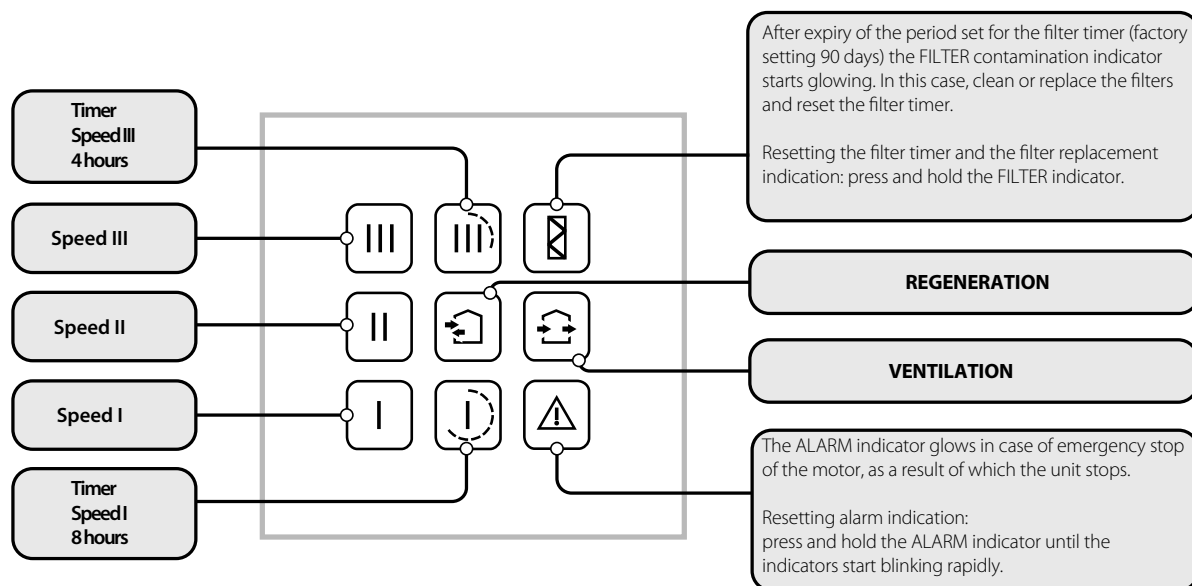 Timer
Speed III
4 hours
Speed III
Speed II
Speed I
Timer
Speed I
8 hours
III
III
II
I
I
After expiry of the period set for the filter timer (factory
setting 90 days) the FILTER contamination indicator
starts glowing. In this case, clean or replace the filters
and reset the filter timer.
Resetting the filter timer and the filter replacement
indication: press and hold the FILTER indicator.
REGENERATION
VENTILATION
The ALARM indicator glows in case of emergency stop
of the motor, as a result of which the unit stops.
Resetting alarm indication:
press and hold the ALARM indicator until the
indicators start blinking rapidly.